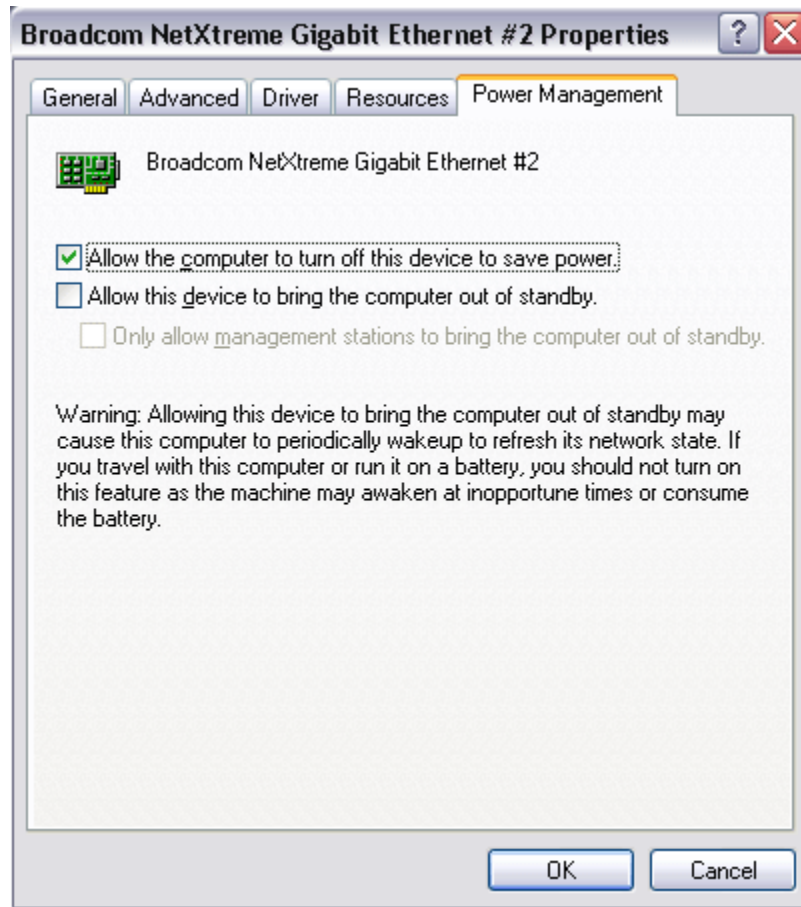 Broadcom NetXtreme Gigabit Ethernet #2 Properties
General Advanced Driver Resources Power Management
Broadcom NetXtreme Gigabit Ethernet #2
Allow the computer to turn off this device to save power.
Allow this device to bring the computer out of standby.
Only allow management stations to bring the computer out of standby.
Warning: Allowing this device to bring the computer out of standby may
cause this computer to periodically wakeup to refresh its network state. If
you travel with this computer or run it on a battery, you should not turn on
this feature as the machine may awaken at inopportune times or consume
the battery.
OK Cancel